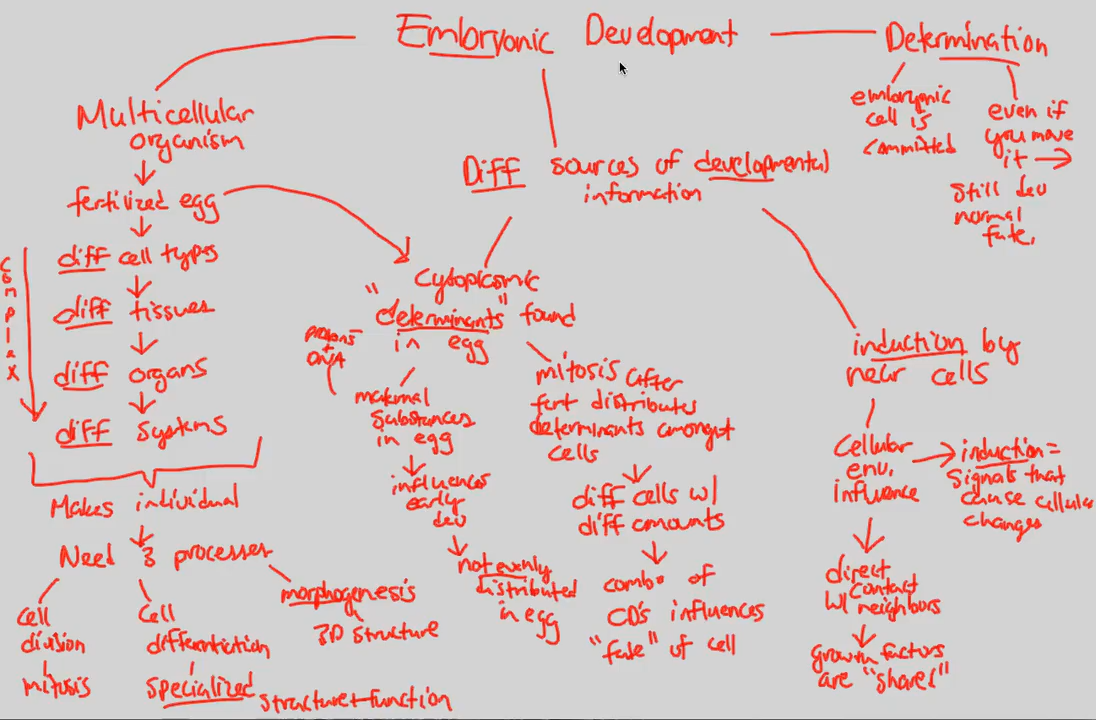 Embryonic Development
Determination
embryonic
cell is
committed
even if
you move
it →
still dev
normal
fate.
Multicellular
organism
fertilized egg
diff cell types
diff tissues
diff organs
diff systems
complex
Makes individual
Need 3 processes
cell
division
mitosis
Cell
differentiation
specialized structure+function
morphogenesis
3D structure
Diff sources of developmental
information
Cytoplasmic
"determinants" found
in egg
maternal
substances
in egg
influences
early
dev
not evenly
distributed
in egg
mitosis after
fert distributes
determinants amongst
cells
diff cells w/
diff amounts
combo of
CD's influences
"fate" of cell
induction by
near cells
Cellular
env.
influence
→ induction =
signals that
cause cellular
changes
direct
contact
w/ neighbors
growth factors
are "shared"